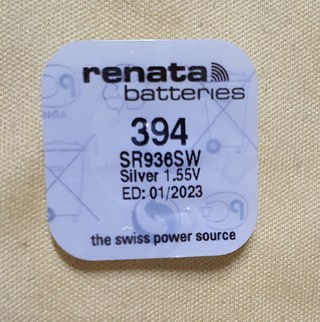 renata
batteries
394
SR936SW
Silver 1.55V
ED: 01/2023
the swiss power source